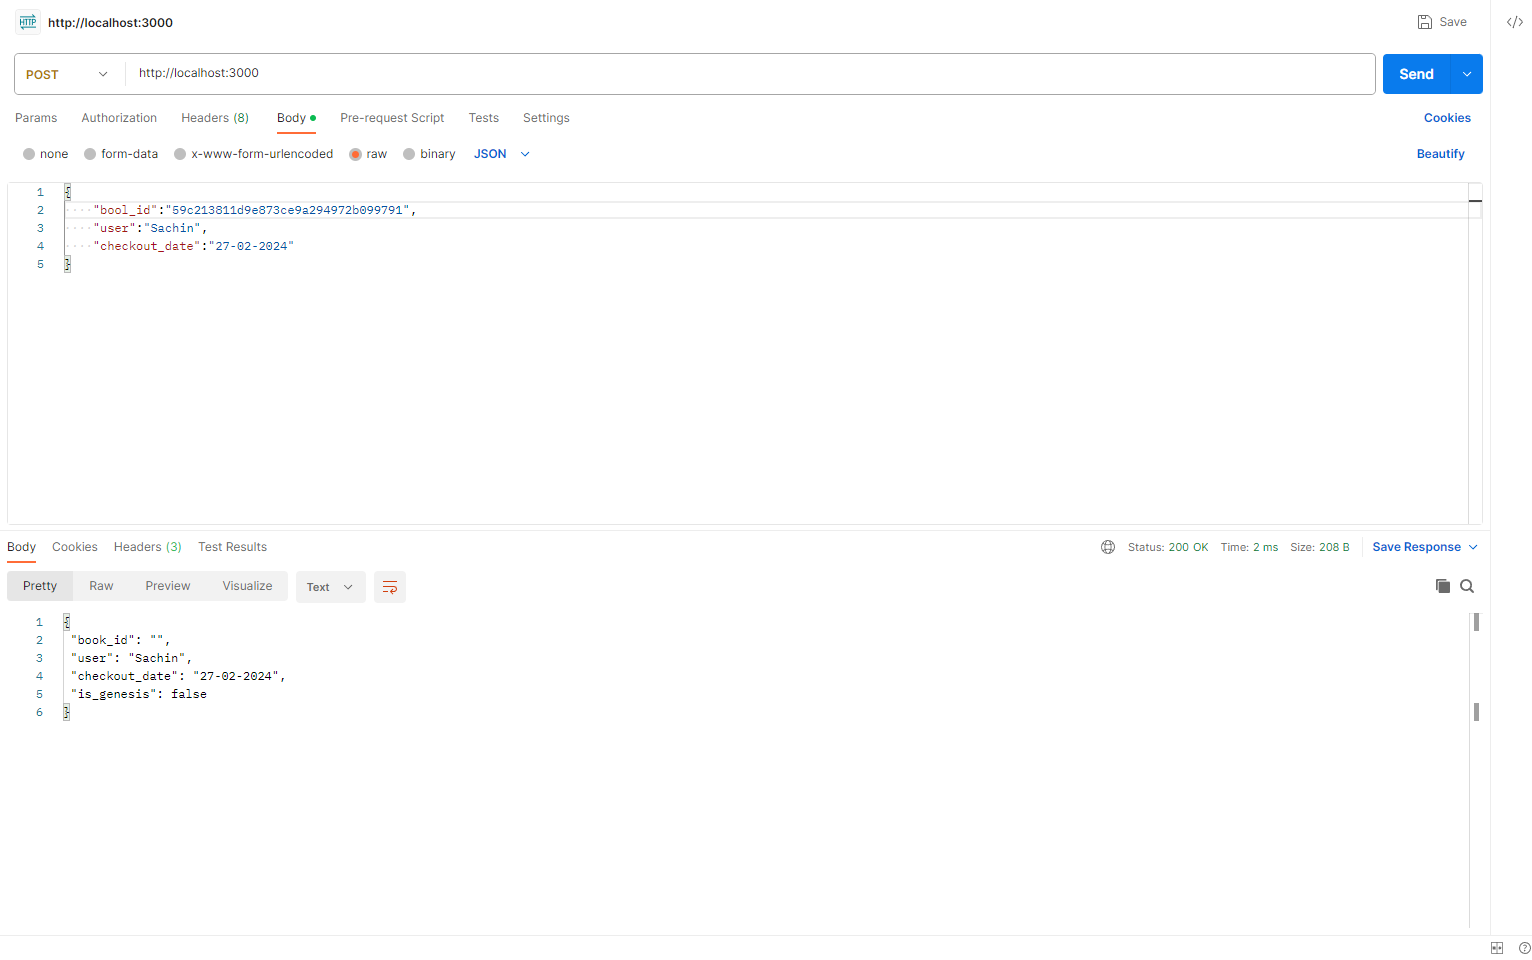 HTTP http://localhost:3000 Save </>
POST http://localhost:3000 Send
Params Authorization Headers (8) Body Pre-request Script Tests Settings Cookies
none form-data x-www-form-urlencoded raw binary JSON Beautify
1 {
2 "bool_id":"59c213811d9e873ce9a294972b099791",
3 "user":"Sachin",
4 "checkout_date":"27-02-2024"
5 }
Body Cookies Headers (3) Test Results Status: 200 OK Time: 2 ms Size: 208 B Save Response
Pretty Raw Preview Visualize Text
1 {
2 "book_id": "",
3 "user": "Sachin",
4 "checkout_date": "27-02-2024",
5 "is_genesis": false
6 }